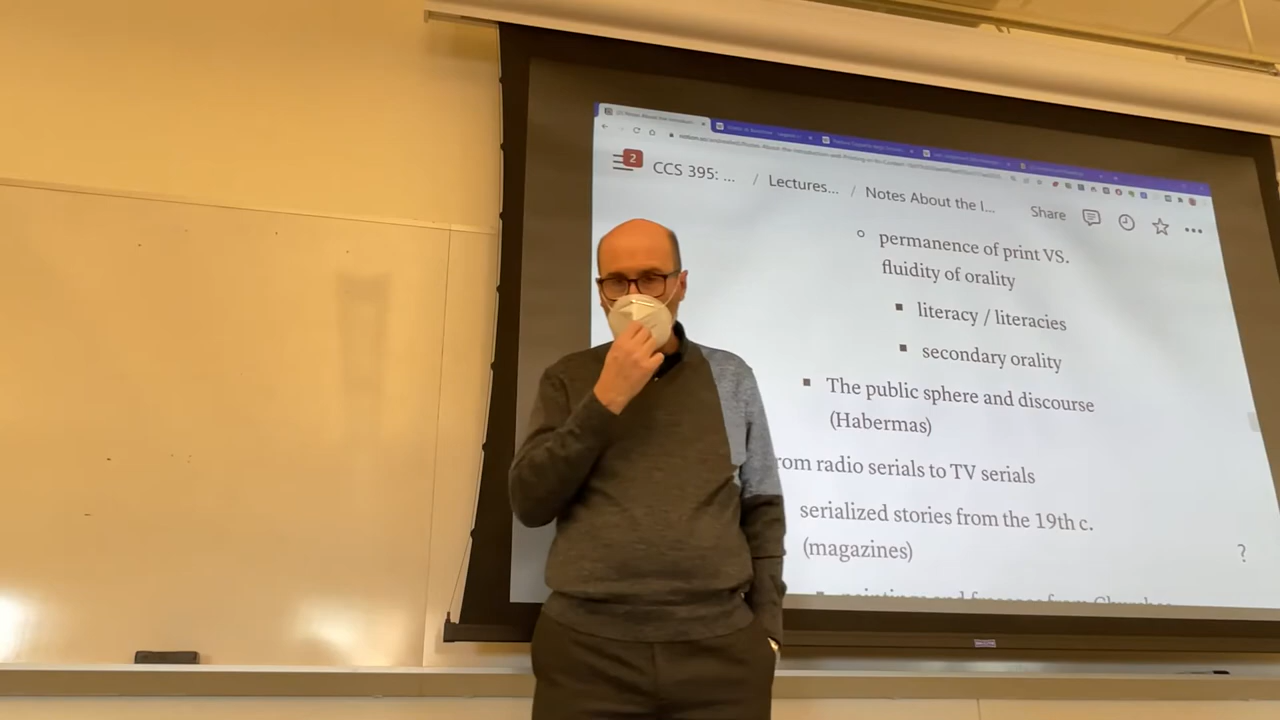 2
CCS 395: ... / Lectures... / Notes About the I... Share
permanence of print VS.
fluidity of orality
literacy / literacies
secondary orality
The public sphere and discourse
(Habermas)
rom radio serials to TV serials
serialized stories from the 19th c.
(magazines)
?